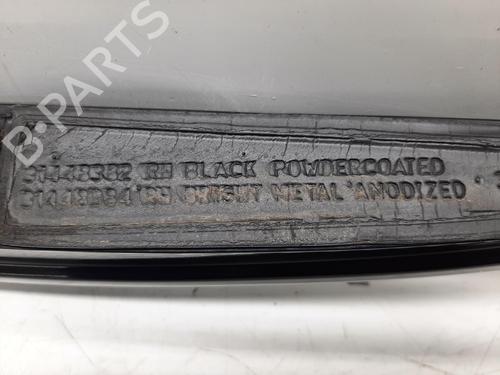 B-PARTS
31448382 RH BLACK POWDERCOATED
31448384 RH BRIGHT METAL ANODIZED